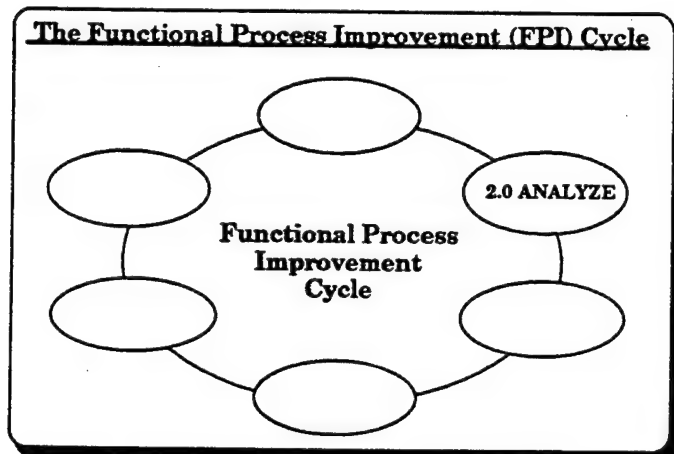 The Functional Process Improvement (FPI) Cycle
2.0 ANALYZE
Functional Process
Improvement
Cycle